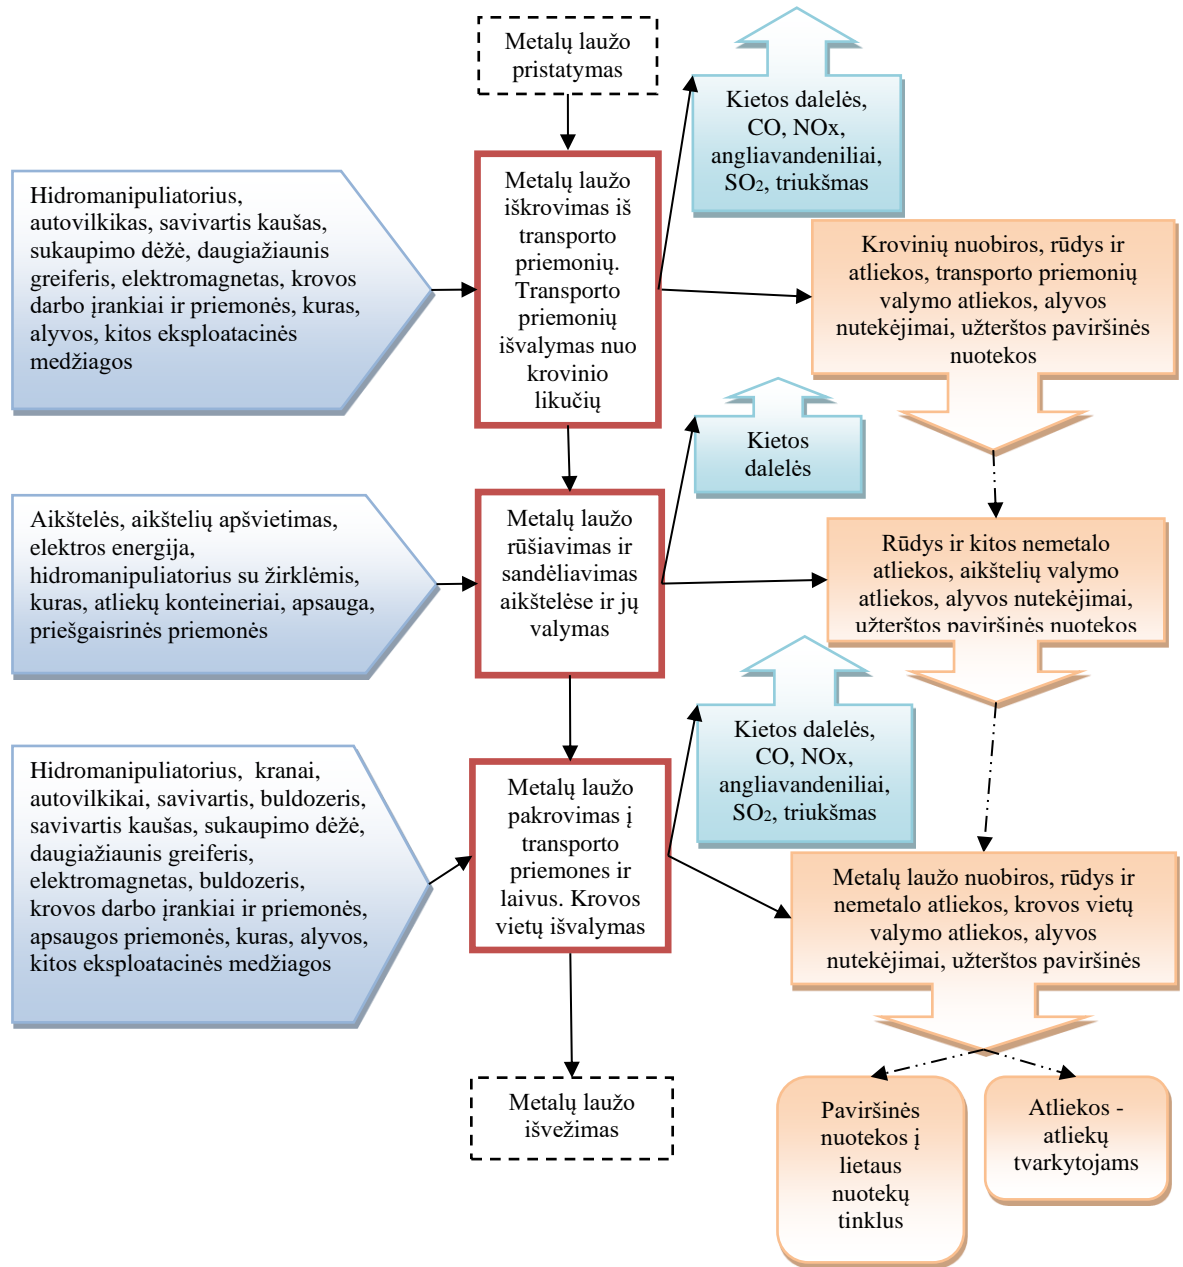 Metalų laužo
pristatymas
Kietos dalelės,
CO, NOx,
angliavandeniliai,
SO₂, triukšmas
Hidromanipuliatorius,
autovilkikas, savivartis kaušas,
sukaupimo dėžė, daugiažiaunis
greiferis, elektromagnetas, krovos
darbo įrankiai ir priemonės, kuras,
alyvos, kitos eksploatacinės
medžiagos
Metalų laužo
iškrovimas iš
transporto
priemonių.
Transporto
priemonių
išvalymas nuo
krovinio
likučių
Krovinių nuobiros, rūdys ir
atliekos, transporto priemonių
valymo atliekos, alyvos
nutekėjimai, užterštos paviršinės
nuotekos
Kietos
dalelės
Aikštelės, aikštelių apšvietimas,
elektros energija,
hidromanipuliatorius su žirklėmis,
kuras, atliekų konteineriai, apsauga,
priešgaisrinės priemonės
Metalų laužo
rūšiavimas ir
sandėliavimas
aikštelėse ir jų
valymas
Rūdys ir kitos nemetalo
atliekos, aikštelių valymo
atliekos, alyvos nutekėjimai,
užterštos paviršinės nuotekos
Kietos dalelės,
CO, NOx,
angliavandeniliai,
SO₂, triukšmas
Hidromanipuliatorius, kranai,
autovilkikai, savivartis, buldozeris,
savivartis kaušas, sukaupimo dėžė,
daugiažiaunis greiferis,
elektromagnetas, buldozeris,
krovos darbo įrankiai ir priemonės,
apsaugos priemonės, kuras, alyvos,
kitos eksploatacinės medžiagos
Metalų laužo
pakrovimas į
transporto
priemones ir
laivus. Krovos
vietų išvalymas
Metalų laužo nuobiros, rūdys ir
nemetalo atliekos, krovos vietų
valymo atliekos, alyvos
nutekėjimai, užterštos paviršinės
Metalų laužo
išvežimas
Paviršinės
nuotekos į
lietaus
nuotekų
tinklus
Atliekos -
atliekų
tvarkytojams